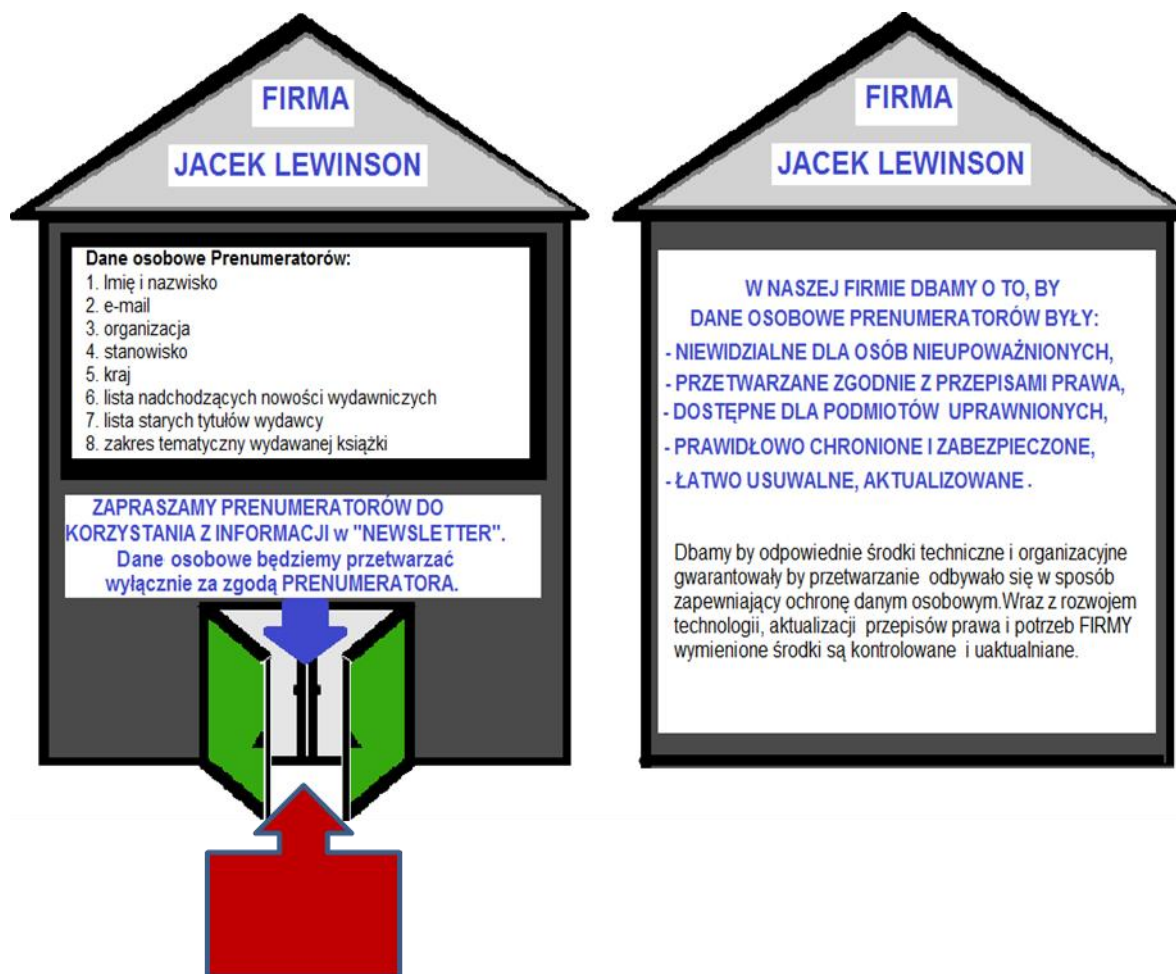 FIRMA
JACEK LEWINSON
Dane osobowe Prenumeratorów:
1. Imię i nazwisko
2. e-mail
3. organizacja
4. stanowisko
5. kraj
6. lista nadchodzących nowości wydawniczych
7. lista starych tytułów wydawcy
8. zakres tematyczny wydawanej książki
ZAPRASZAMY PRENUMERATORÓW DO
KORZYSTANIA Z INFORMACJI w "NEWSLETTER".
Dane osobowe będziemy przetwarzać
wyłącznie za zgodą PRENUMERATORA.
FIRMA
JACEK LEWINSON
W NASZEJ FIRMIE DBAMY O TO, BY
DANE OSOBOWE PRENUMERATORÓW BYŁY:
- NIEWIDZIALNE DLA OSÓB NIEUPOWAŻNIONYCH,
- PRZETWARZANE ZGODNIE Z PRZEPISAMI PRAWA,
- DOSTĘPNE DLA PODMIOTÓW UPRAWNIONYCH,
- PRAWIDŁOWO CHRONIONE I ZABEZPIECZONE,
- ŁATWO USUWALNE, AKTUALIZOWANE.
Dbamy by odpowiednie środki techniczne i organizacyjne
gwarantowały by przetwarzanie odbywało się w sposób
zapewniający ochronę danym osobowym.Wraz z rozwojem
technologii, aktualizacji przepisów prawa i potrzeb FIRMY
wymienione środki są kontrolowane i uaktualniane.